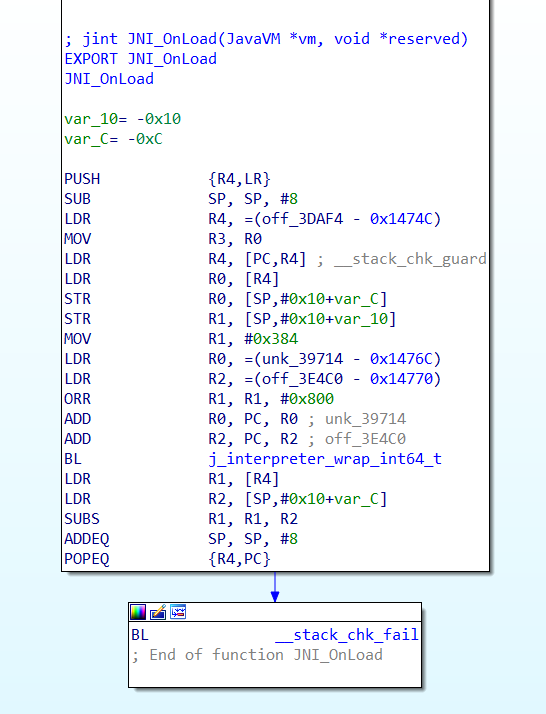 ; jint JNI_OnLoad(JavaVM *vm, void *reserved)
EXPORT JNI_OnLoad
JNI_OnLoad
var_10= -0x10
var_C= -0xC
PUSH {R4,LR}
SUB SP, SP, #8
LDR R4, =(off_3DAF4 - 0x1474C)
MOV R3, R0
LDR R4, [PC,R4] ; __stack_chk_guard
LDR R0, [R4]
STR R0, [SP,#0x10+var_C]
STR R1, [SP,#0x10+var_10]
MOV R1, #0x384
LDR R0, =(unk_39714 - 0x1476C)
LDR R2, =(off_3E4C0 - 0x14770)
ORR R1, R1, #0x800
ADD R0, PC, R0 ; unk_39714
ADD R2, PC, R2 ; off_3E4C0
BL j_interpreter_wrap_int64_t
LDR R1, [R4]
LDR R2, [SP,#0x10+var_C]
SUBS R1, R1, R2
ADDEQ SP, SP, #8
POPEQ {R4,PC}
BL __stack_chk_fail
; End of function JNI_OnLoad